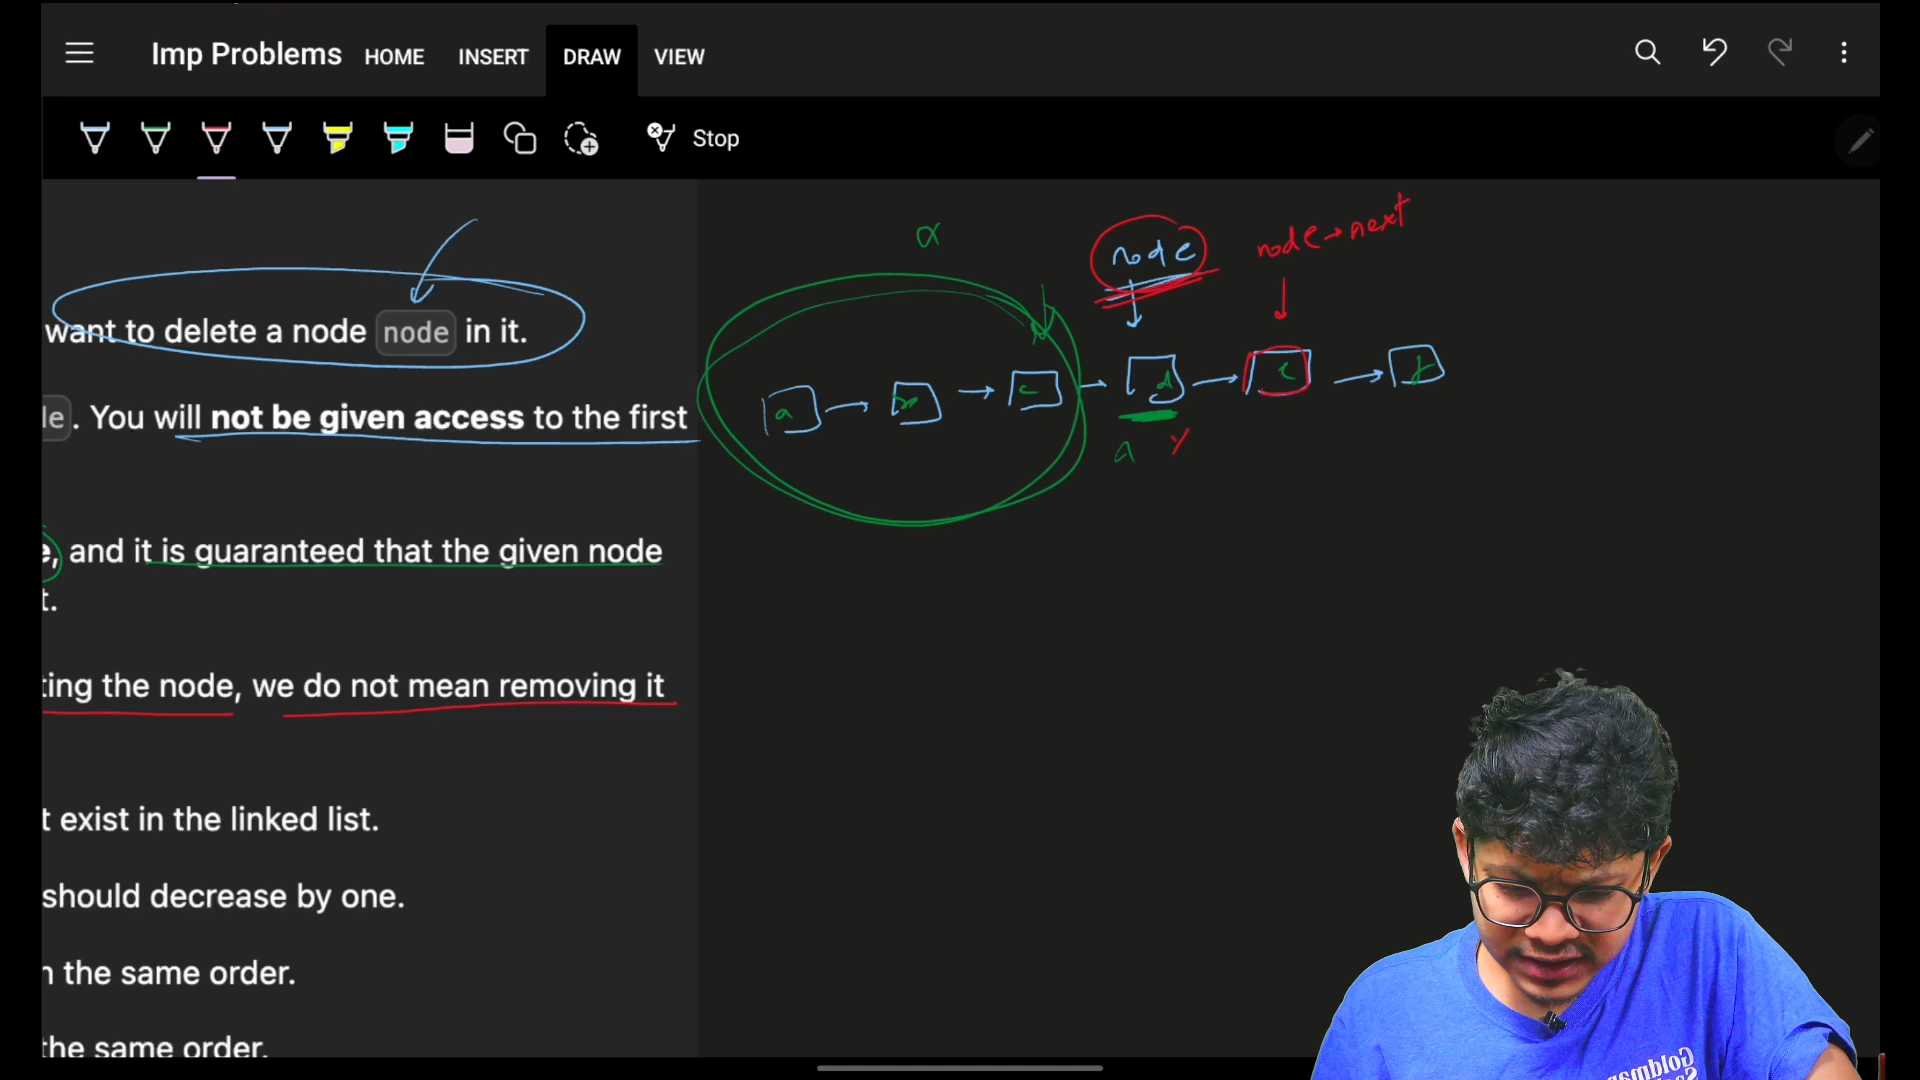 Imp Problems HOME INSERT DRAW VIEW
Stop
want to delete a node node in it.
le. You will not be given access to the first
e, and it is guaranteed that the given node
t.
ting the node, we do not mean removing it
t exist in the linked list.
should decrease by one.
n the same order.
the same order.
α
node
node→next
a
c
d
f
a
Goldman